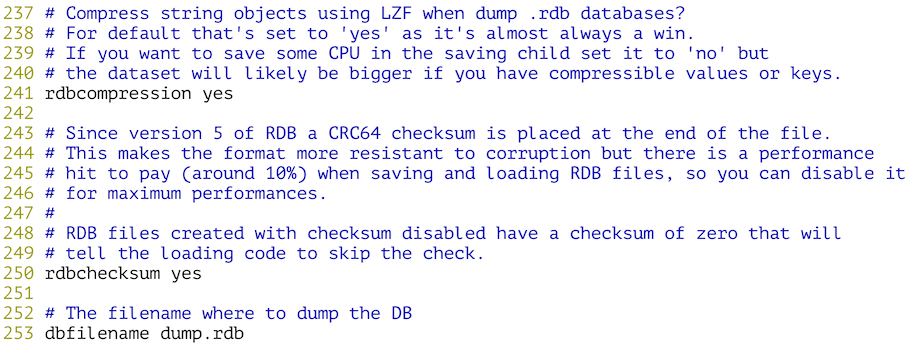 237 # Compress string objects using LZF when dump .rdb databases?
238 # For default that's set to 'yes' as it's almost always a win.
239 # If you want to save some CPU in the saving child set it to 'no' but
240 # the dataset will likely be bigger if you have compressible values or keys.
241 rdbcompression yes
242
243 # Since version 5 of RDB a CRC64 checksum is placed at the end of the file.
244 # This makes the format more resistant to corruption but there is a performance
245 # hit to pay (around 10%) when saving and loading RDB files, so you can disable it
246 # for maximum performances.
247 #
248 # RDB files created with checksum disabled have a checksum of zero that will
249 # tell the loading code to skip the check.
250 rdbchecksum yes
251
252 # The filename where to dump the DB
253 dbfilename dump.rdb